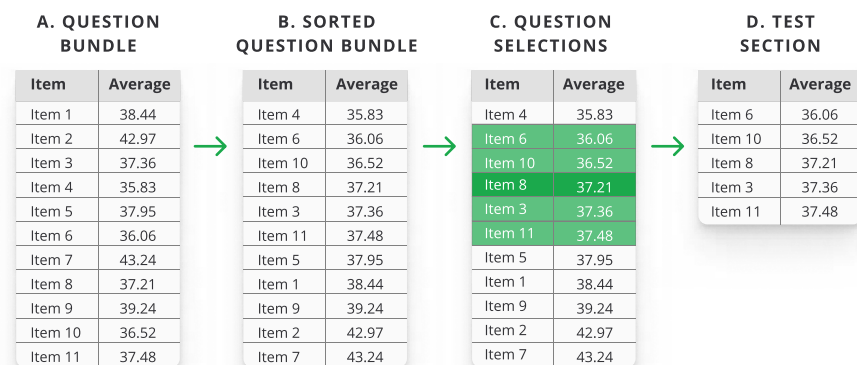 A. QUESTION
BUNDLE
Item Average
Item 1 38.44
Item 2 42.97
Item 3 37.36
Item 4 35.83
Item 5 37.95
Item 6 36.06
Item 7 43.24
Item 8 37.21
Item 9 39.24
Item 10 36.52
Item 11 37.48
B. SORTED
QUESTION BUNDLE
Item Average
Item 4 35.83
Item 6 36.06
Item 10 36.52
Item 8 37.21
Item 3 37.36
Item 11 37.48
Item 5 37.95
Item 1 38.44
Item 9 39.24
Item 2 42.97
Item 7 43.24
C. QUESTION
SELECTIONS
Item Average
Item 4 35.83
Item 6 36.06
Item 10 36.52
Item 8 37.21
Item 3 37.36
Item 11 37.48
Item 5 37.95
Item 1 38.44
Item 9 39.24
Item 2 42.97
Item 7 43.24
D. TEST
SECTION
Item Average
Item 6 36.06
Item 10 36.52
Item 8 37.21
Item 3 37.36
Item 11 37.48